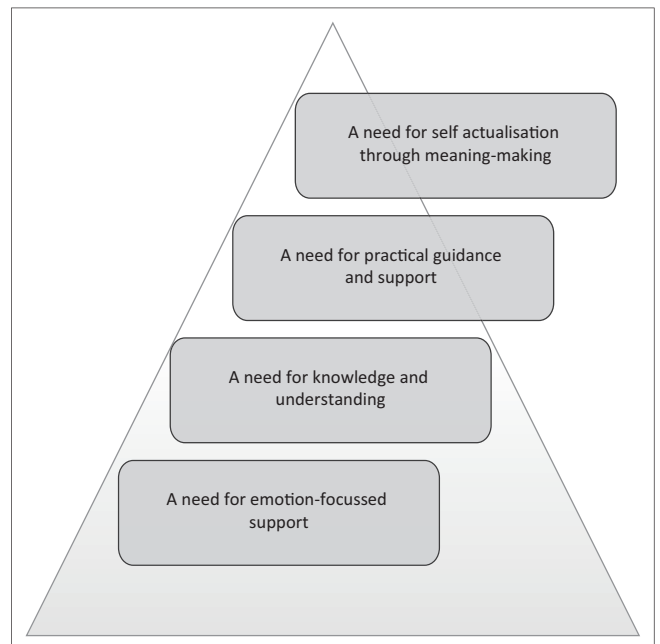 A need for self actualisation
through meaning-making
A need for practical guidance
and support
A need for knowledge and
understanding
A need for emotion-focussed
support